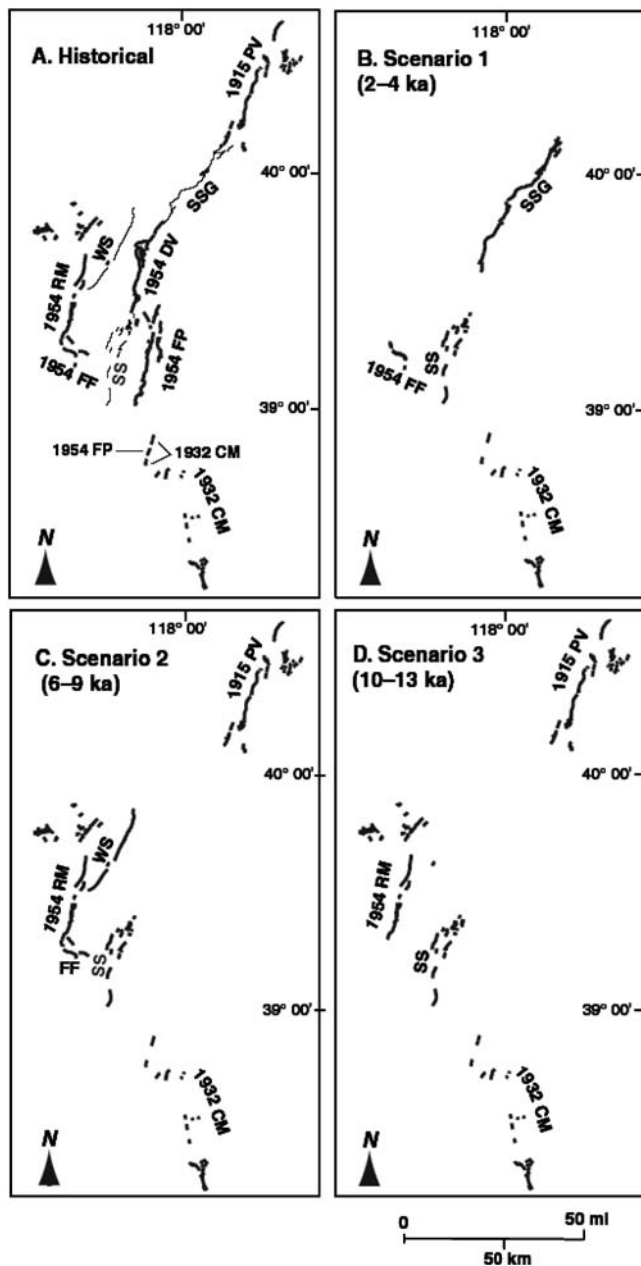 118° 00'
A. Historical
1915 PV
40° 00'
SSG
WS
1954 DV
1954 RM
1954 FF
SS
1954 FP
39° 00'
1954 FP
1932 CM
1932 CM
N
118° 00'
B. Scenario 1
(2–4 ka)
40° 00'
SSG
1954 FF
SS
39° 00'
1932 CM
N
118° 00'
C. Scenario 2
(6–9 ka)
1915 PV
40° 00'
WS
1954 RM
FF
SS
39° 00'
1932 CM
N
118° 00'
D. Scenario 3
(10–13 ka)
1915 PV
40° 00'
1954 RM
SS
39° 00'
1932 CM
N
0 50 mi
50 km